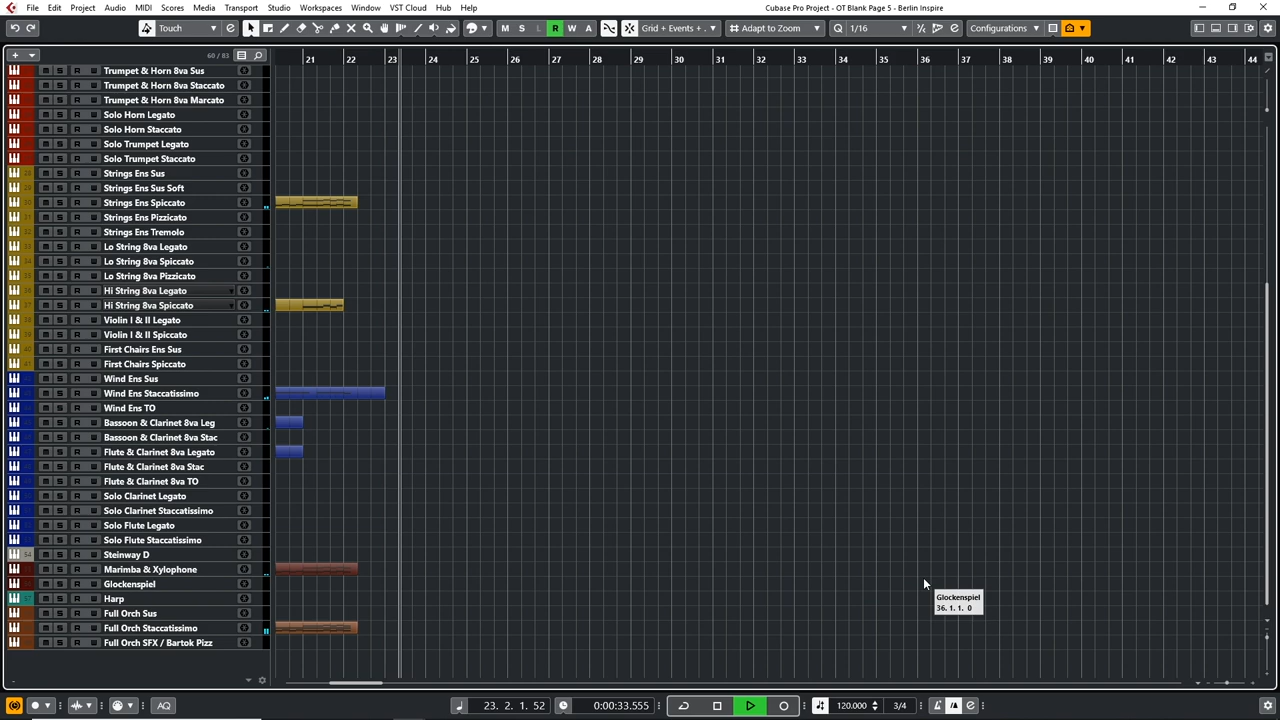 File Edit Project Audio MIDI Scores Media Transport Studio Workspaces Window VST Cloud Hub Help
Cubase Pro Project - OT Blank Page 5 - Berlin Inspire
Touch
M S L R W A
Grid + Events + .
Adapt to Zoom
Q 1/16
Configurations
60 / 83
21 22 23 24 25 26 27 28 29 30 31 32 33 34 35 36 37 38 39 40 41 42 43 44
Trumpet & Horn 8va Sus
Trumpet & Horn 8va Staccato
Trumpet & Horn 8va Marcato
Solo Horn Legato
Solo Horn Staccato
Solo Trumpet Legato
Solo Trumpet Staccato
Strings Ens Sus
Strings Ens Sus Soft
Strings Ens Spiccato
Strings Ens Pizzicato
Strings Ens Tremolo
Lo String 8va Legato
Lo String 8va Spiccato
Lo String 8va Pizzicato
Hi String 8va Legato
Hi String 8va Spiccato
Violin I & II Legato
Violin I & II Spiccato
First Chairs Ens Sus
First Chairs Spiccato
Wind Ens Sus
Wind Ens Staccatissimo
Wind Ens TO
Bassoon & Clarinet 8va Leg
Bassoon & Clarinet 8va Stac
Flute & Clarinet 8va Legato
Flute & Clarinet 8va Stac
Flute & Clarinet 8va TO
Solo Clarinet Legato
Solo Clarinet Staccatissimo
Solo Flute Legato
Solo Flute Staccatissimo
54 Steinway D
Marimba & Xylophone
Glockenspiel
Harp
Full Orch Sus
Full Orch Staccatissimo
Full Orch SFX / Bartok Pizz
Glockenspiel
36. 1. 1. 0
AQ
23. 2. 1. 52
0:00:33.555
120.000
3/4